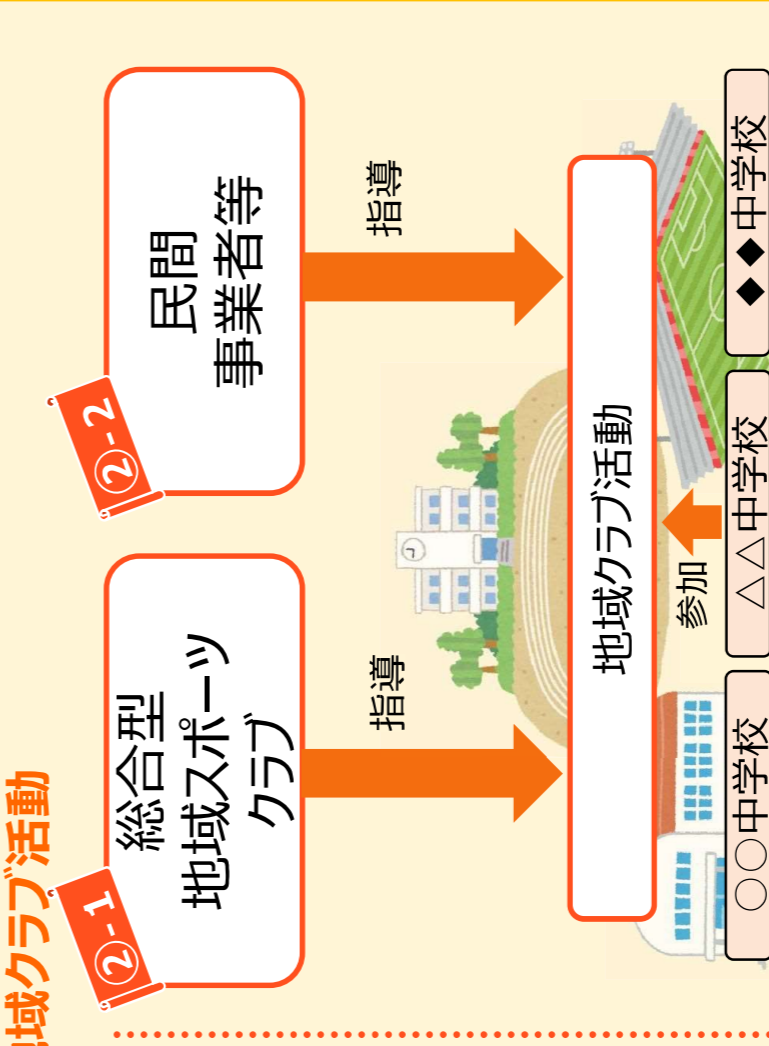 域クラブ活動
②-1
総合型
地域スポーツ
クラブ
②-2
民間
事業者等
指導
指導
地域クラブ活動
参加
○○中学校
△△中学校
◆◆中学校